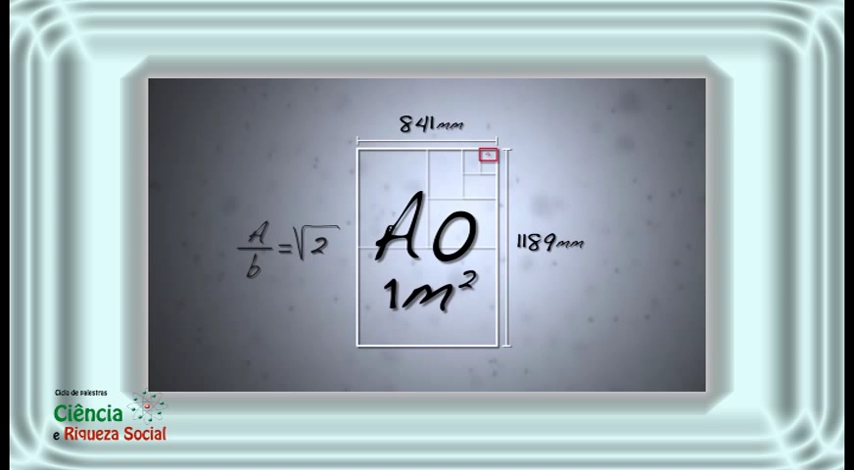 841mm
A/b = √2
A0
1m²
1189mm
Ciclo de palestras
Ciência
e Riqueza Social